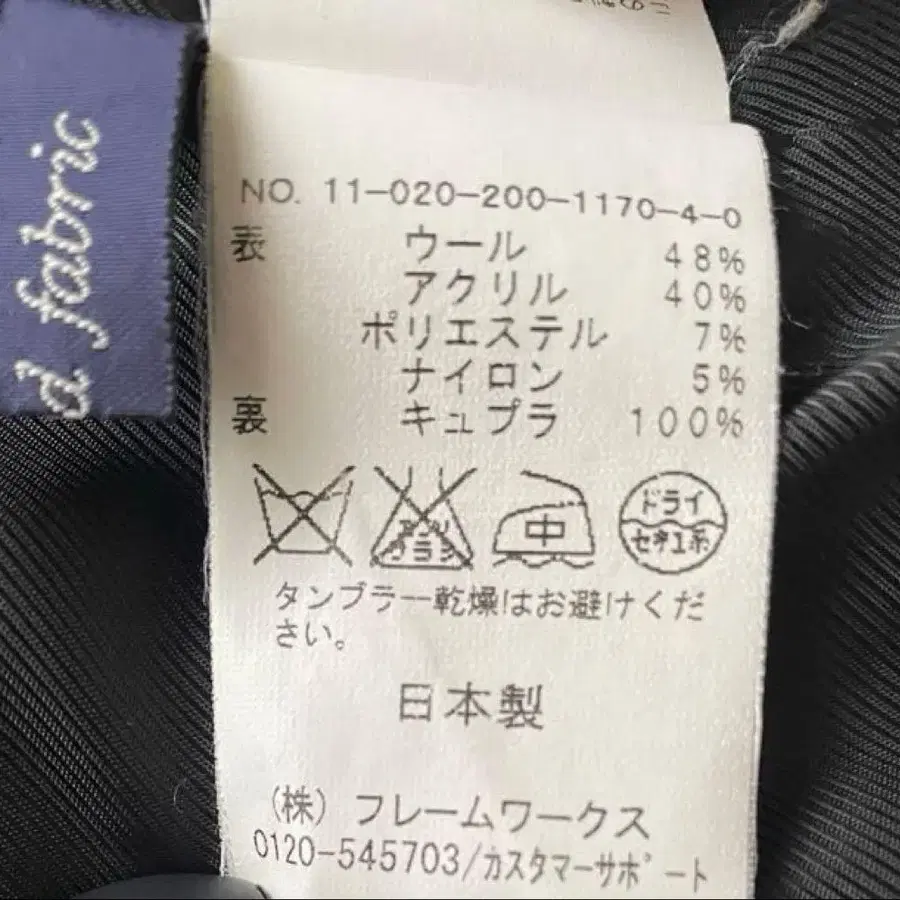 d fabric
NO. 11-020-200-1170-4-0
表 ウール 48%
アクリル 40%
ポリエステル 7%
ナイロン 5%
裏 キュプラ 100%
中
ドライ
セキユ系
タンブラー乾燥はお避けくだ
さい。
日本製
(株) フレームワークス
0120-545703/カスタマーサポート